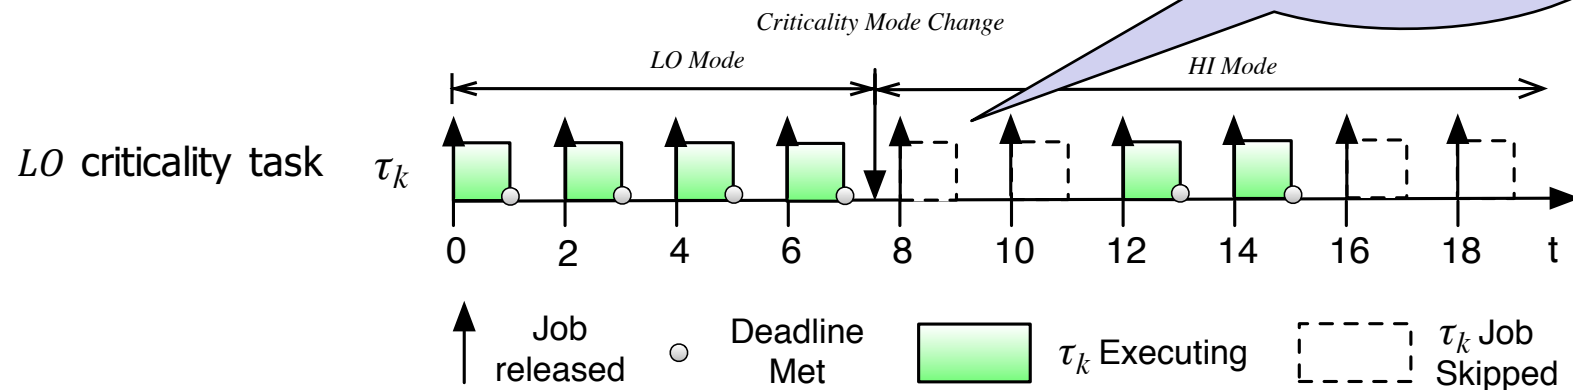 Criticality Mode Change
LO Mode
HI Mode
LO criticality task τₖ
0 2 4 6 8 10 12 14 16 18 t
Job
released
Deadline
Met
τₖ Executing
τₖ Job
Skipped